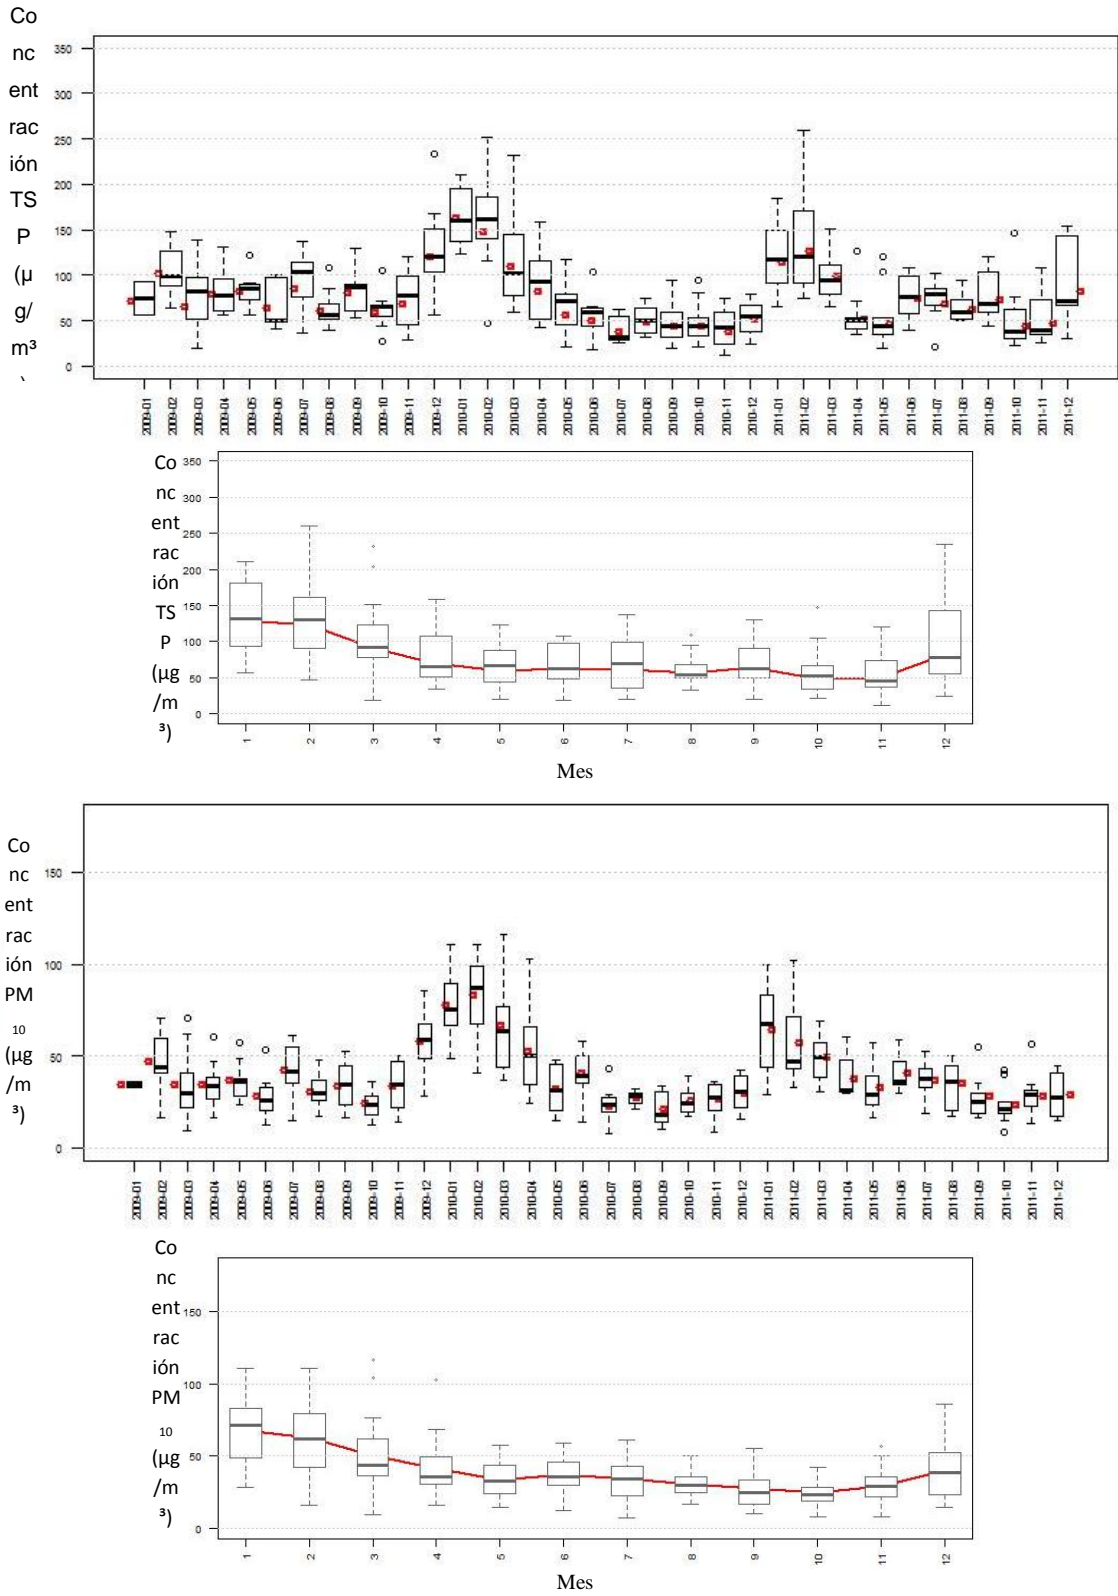 Co
nc
ent
rac
ión
TS
P
(µ
g/
m³
)
350
300
250
200
150
100
50
0
2009-01 2009-02 2009-03 2009-04 2009-05 2009-06 2009-07 2009-08 2009-09 2009-10 2009-11 2009-12 2010-01 2010-02 2010-03 2010-04 2010-05 2010-06 2010-07 2010-08 2010-09 2010-10 2010-11 2010-12 2011-01 2011-02 2011-03 2011-04 2011-05 2011-06 2011-07 2011-08 2011-09 2011-10 2011-11 2011-12
Co
nc
ent
rac
ión
TS
P
(µg
/m
³)
350
300
250
200
150
100
50
0
1 2 3 4 5 6 7 8 9 10 11 12
Mes
Co
nc
ent
rac
ión
PM
10
(µg
/m
³)
150
100
50
0
2009-01 2009-02 2009-03 2009-04 2009-05 2009-06 2009-07 2009-08 2009-09 2009-10 2009-11 2009-12 2010-01 2010-02 2010-03 2010-04 2010-05 2010-06 2010-07 2010-08 2010-09 2010-10 2010-11 2010-12 2011-01 2011-02 2011-03 2011-04 2011-05 2011-06 2011-07 2011-08 2011-09 2011-10 2011-11 2011-12
Co
nc
ent
rac
ión
PM
10
(µg
/m
³)
150
100
50
0
1 2 3 4 5 6 7 8 9 10 11 12
Mes